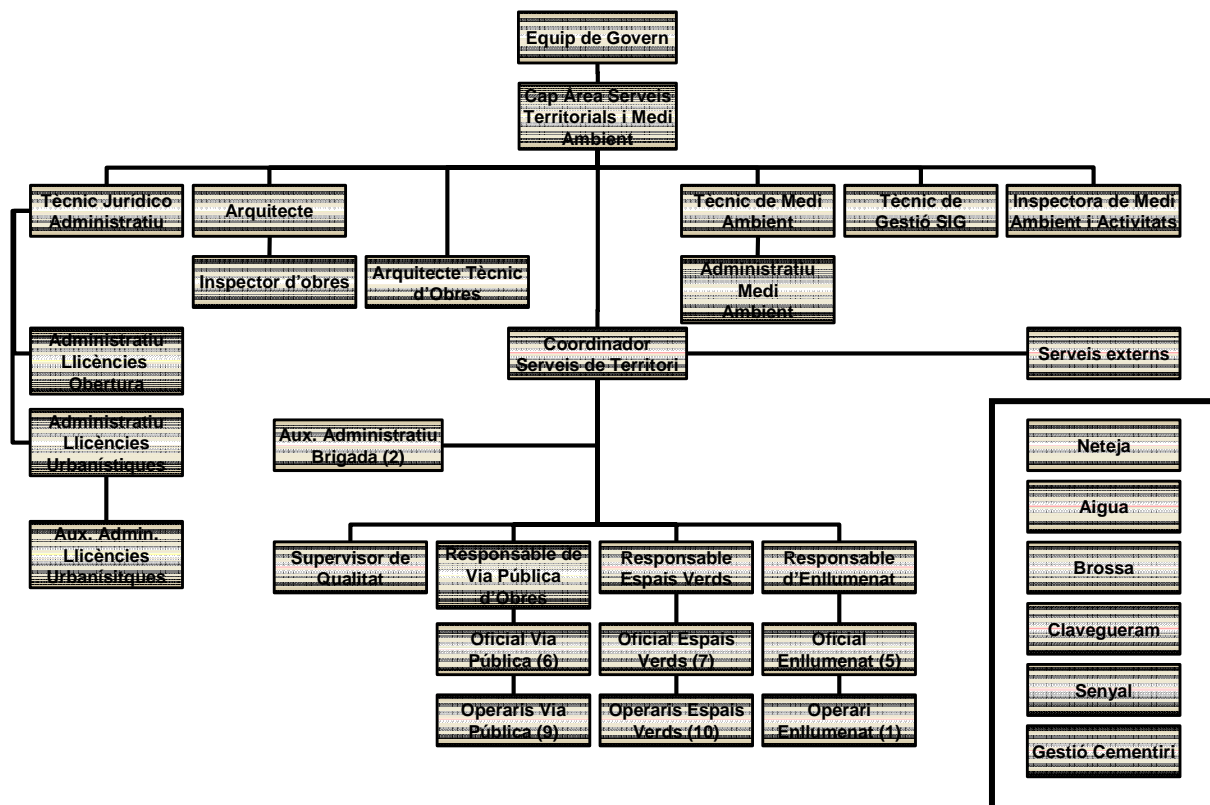 Equip de Govern
Cap Àrea Serveis
Territorials i Medi
Ambient
Tècnic Jurídico
Administratiu
Arquitecte
Tècnic de Medi
Ambient
Tècnic de
Gestió SIG
Inspectora de Medi
Ambient i Activitats
Inspector d'obres
Arquitecte Tècnic
d'Obres
Administratiu
Medi
Ambient
Administratiu
Llicències
Obertura
Coordinador
Serveis de Territori
Serveis externs
Administratiu
Llicències
Urbanístiques
Aux. Administratiu
Brigada (2)
Neteja
Aigua
Aux. Admin.
Llicències
Urbanísitques
Supervisor de
Qualitat
Responsable de
Via Pública
d'Obres
Responsable
Espais Verds
Responsable
d'Enllumenat
Brossa
Oficial Via
Pública (6)
Oficial Espais
Verds (7)
Oficial
Enllumenat (5)
Clavegueram
Senyal
Operaris Via
Pública (9)
Operaris Espais
Verds (10)
Operari
Enllumenat (1)
Gestió Cementiri